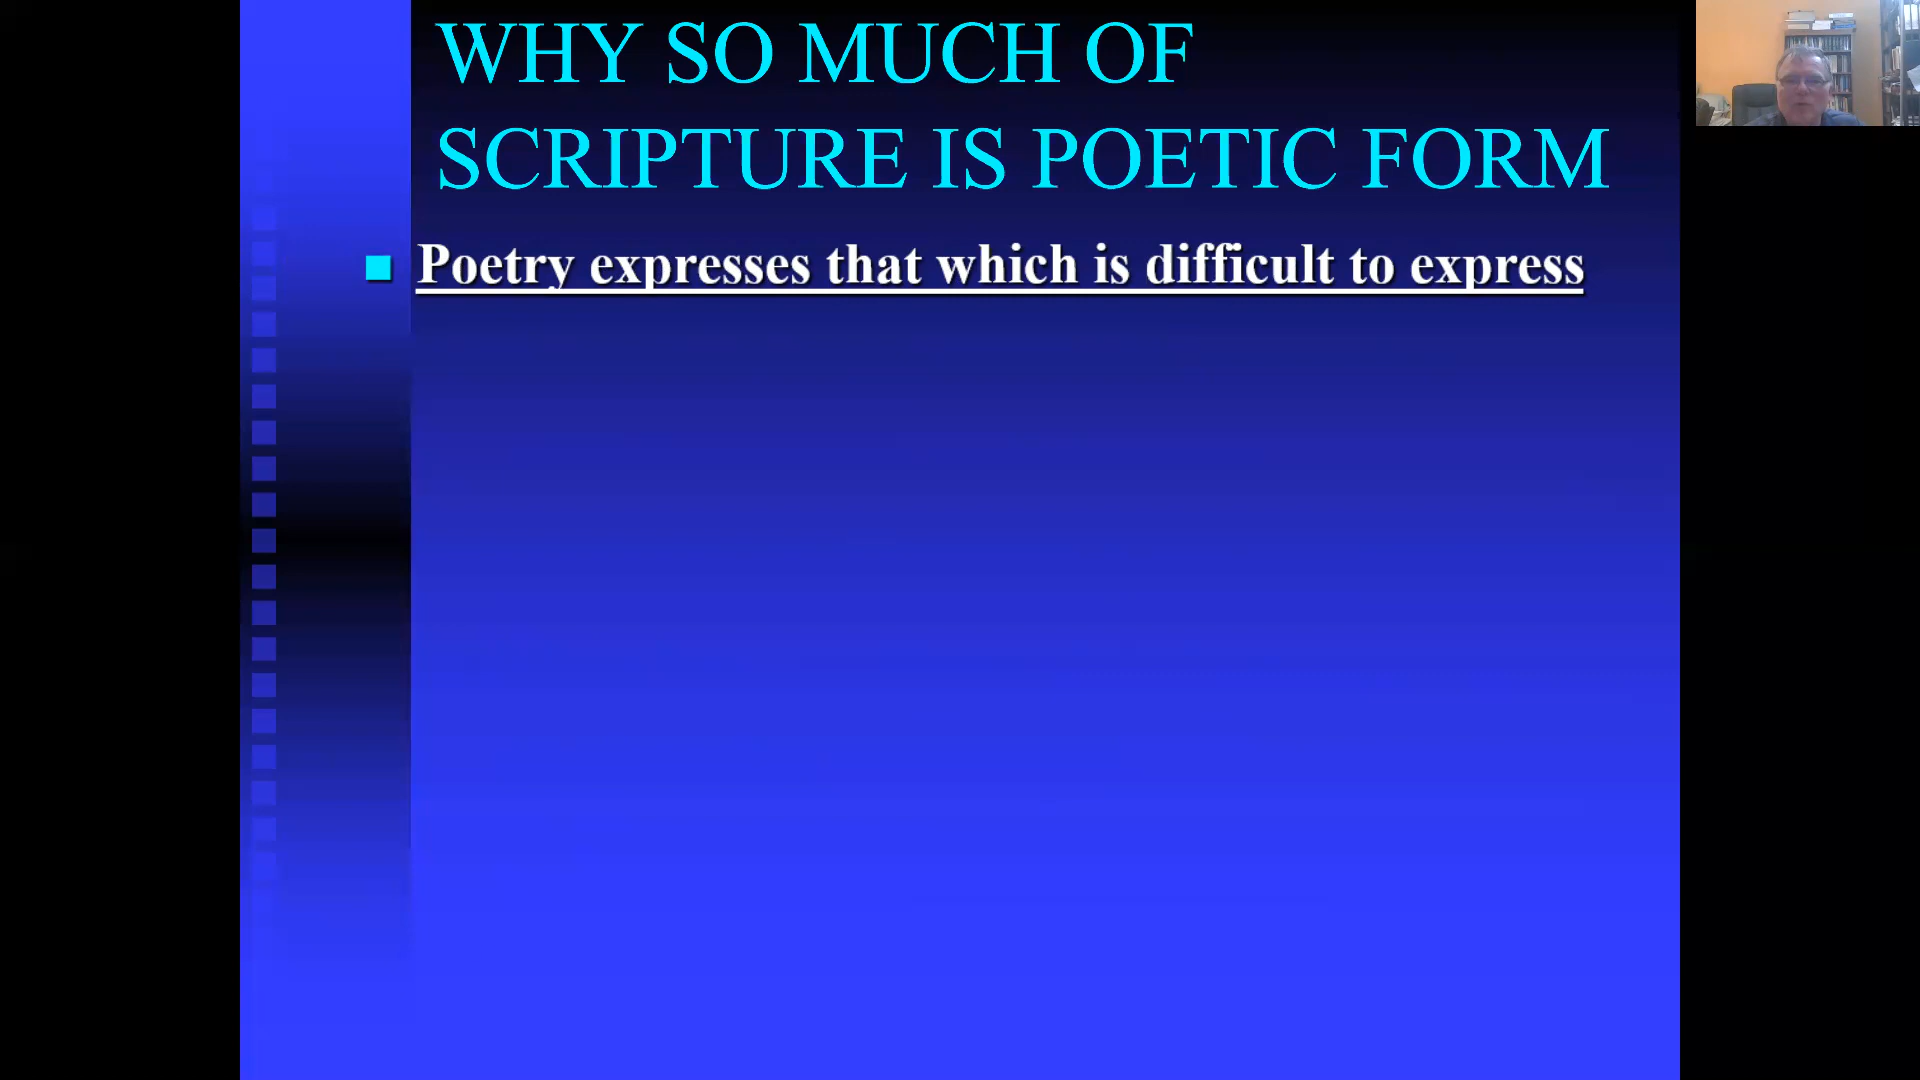 WHY SO MUCH OF
SCRIPTURE IS POETIC FORM
Poetry expresses that which is difficult to express